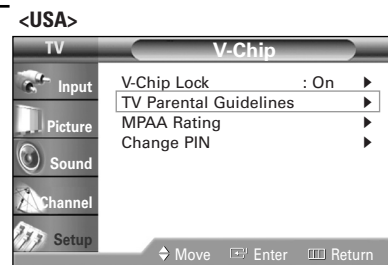 <USA>
TV
V-Chip
Input
Picture
Sound
Channel
Setup
V-Chip Lock : On
TV Parental Guidelines
MPAA Rating
Change PIN
Move Enter Return